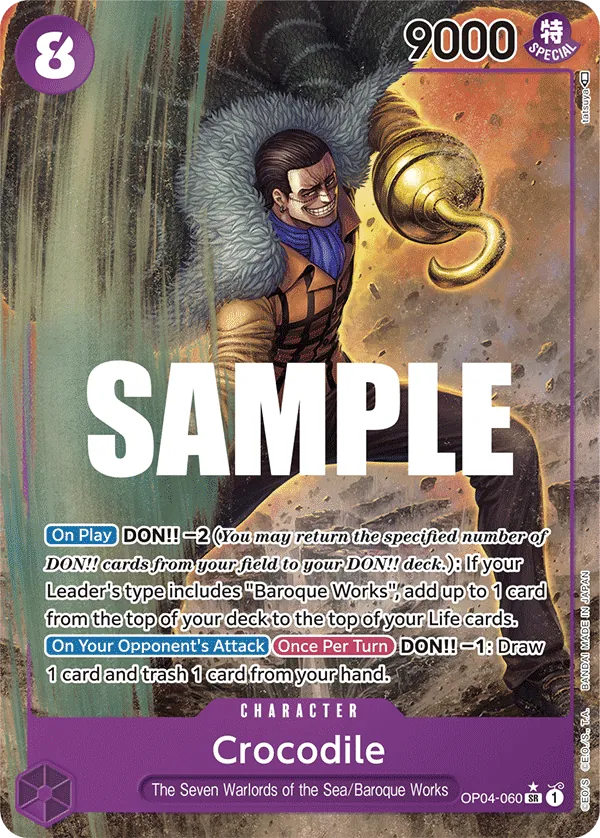 8
9000
特
SPECIAL
tatsuya
SAMPLE
On Play DON!! −2 (You may return the specified number of
DON!! cards from your field to your DON!! deck.): If your
Leader's type includes "Baroque Works", add up to 1 card
from the top of your deck to the top of your Life cards.
On Your Opponent's Attack Once Per Turn DON!! −1: Draw
1 card and trash 1 card from your hand.
©EO/S ©EO./S., T.A. BANDAI MADE IN JAPAN
CHARACTER
Crocodile
The Seven Warlords of the Sea/Baroque Works
OP04-060 SR 1